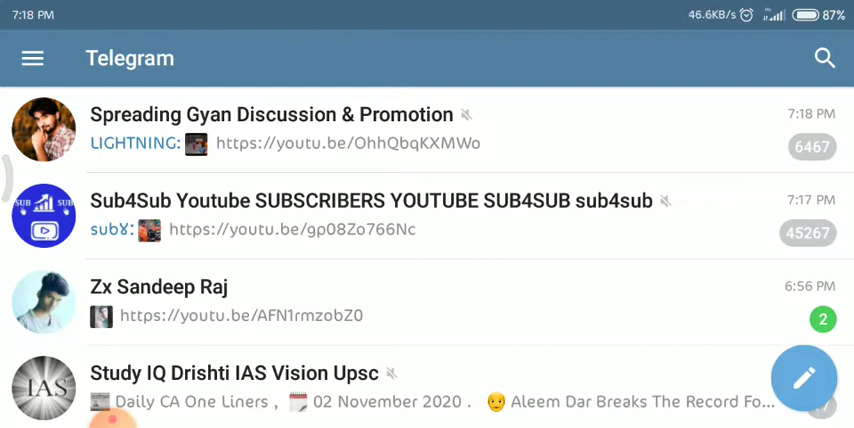 7:18 PM 46.6KB/s 87%
Telegram
Spreading Gyan Discussion & Promotion 7:18 PM
LIGHTNING: https://youtu.be/OhhQbqKXMWo 6467
Sub4Sub Youtube SUBSCRIBERS YOUTUBE SUB4SUB sub4sub 7:17 PM
SUB SUB
https://youtu.be/gp08Zo766Nc 45267
Zx Sandeep Raj 6:56 PM
https://youtu.be/AFN1rmzobZ0 2
Study IQ Drishti IAS Vision Upsc
IAS
Daily CA One Liners , 02 November 2020 . Aleem Dar Breaks The Record Fo...